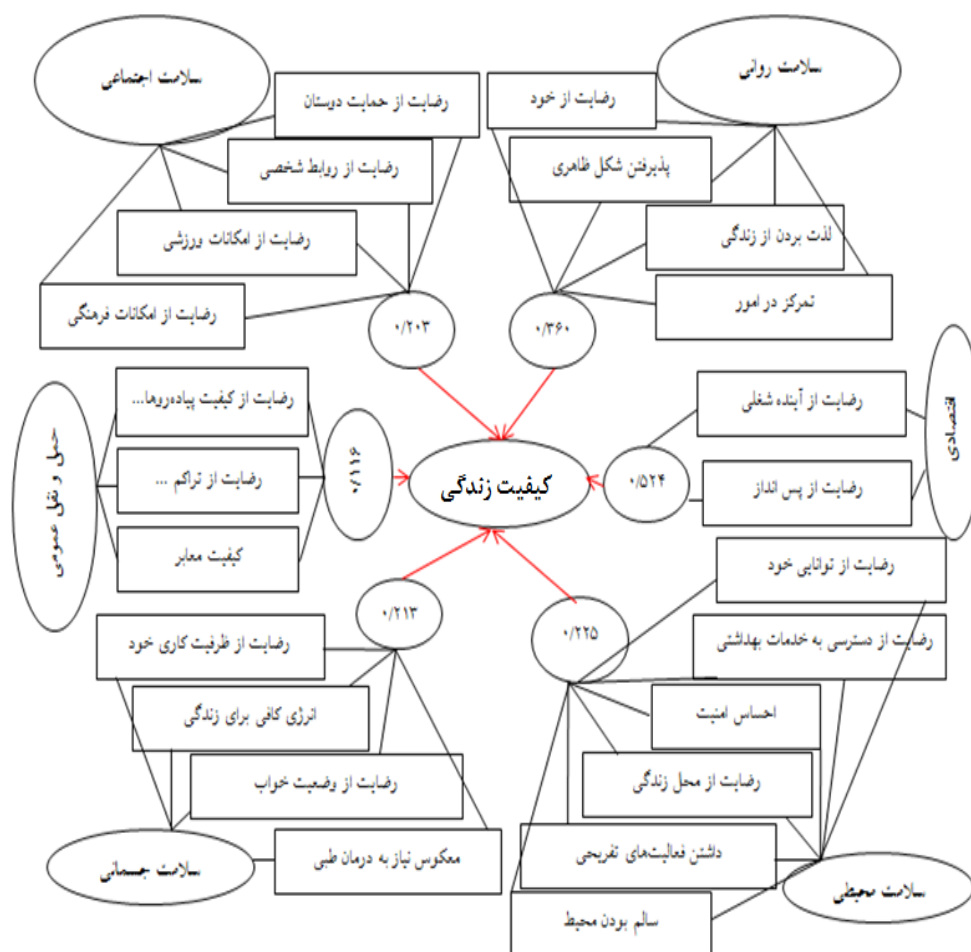 سلامت روانی
رضایت از خود
پذیرفتن شکل ظاهری
لذت بردن از زندگی
تمرکز در امور
۰/۳۶۰
سلامت اجتماعی
رضایت از حمایت دوستان
رضایت از روابط شخصی
رضایت از امکانات ورزشی
رضایت از امکانات فرهنگی
۰/۲۰۳
اقتصادی
رضایت از آینده شغلی
رضایت از پس انداز
۰/۵۲۴
کیفیت زندگی
۰/۱۱۶
رضایت از کیفیت پیاده‌روها...
رضایت از تراکم ...
کیفیت معابر
حمل و نقل عمومی
رضایت از توانایی خود
رضایت از دسترسی به خدمات بهداشتی
احساس امنیت
رضایت از محل زندگی
داشتن فعالیت‌های تفریحی
سالم بودن محیط
۰/۲۲۵
سلامت محیطی
۰/۲۱۳
رضایت از ظرفیت کاری خود
انرژی کافی برای زندگی
رضایت از وضعیت خواب
معکوس نیاز به درمان طبی
سلامت جسمانی